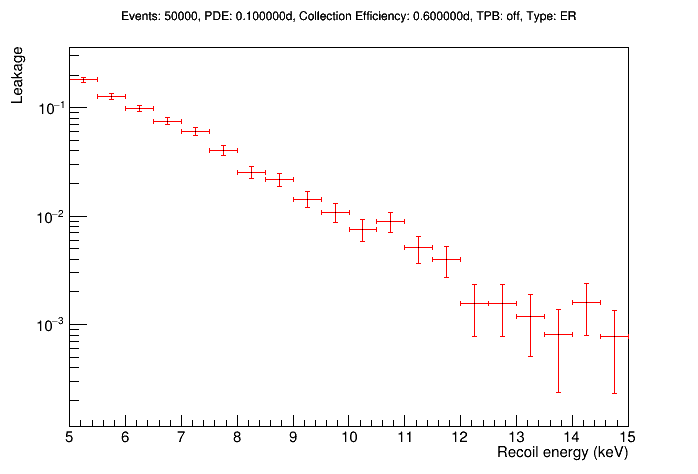 Events: 50000, PDE: 0.100000d, Collection Efficiency: 0.600000d, TPB: off, Type: ER
Leakage
10−1
10−2
10−3
5 6 7 8 9 10 11 12 13 14 15
Recoil energy (keV)